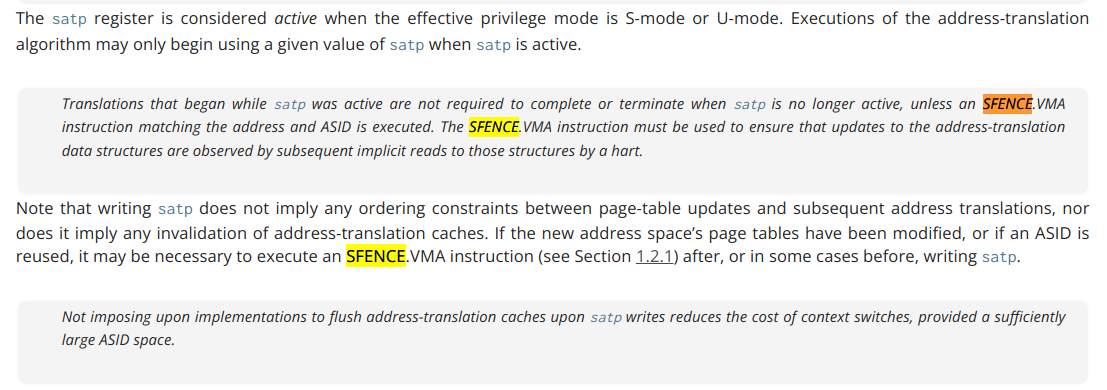 The satp register is considered active when the effective privilege mode is S-mode or U-mode. Executions of the address-translation
algorithm may only begin using a given value of satp when satp is active.
Translations that began while satp was active are not required to complete or terminate when satp is no longer active, unless an SFENCE.VMA
instruction matching the address and ASID is executed. The SFENCE.VMA instruction must be used to ensure that updates to the address-translation
data structures are observed by subsequent implicit reads to those structures by a hart.
Note that writing satp does not imply any ordering constraints between page-table updates and subsequent address translations, nor
does it imply any invalidation of address-translation caches. If the new address space’s page tables have been modified, or if an ASID is
reused, it may be necessary to execute an SFENCE.VMA instruction (see Section 1.2.1) after, or in some cases before, writing satp.
Not imposing upon implementations to flush address-translation caches upon satp writes reduces the cost of context switches, provided a sufficiently
large ASID space.